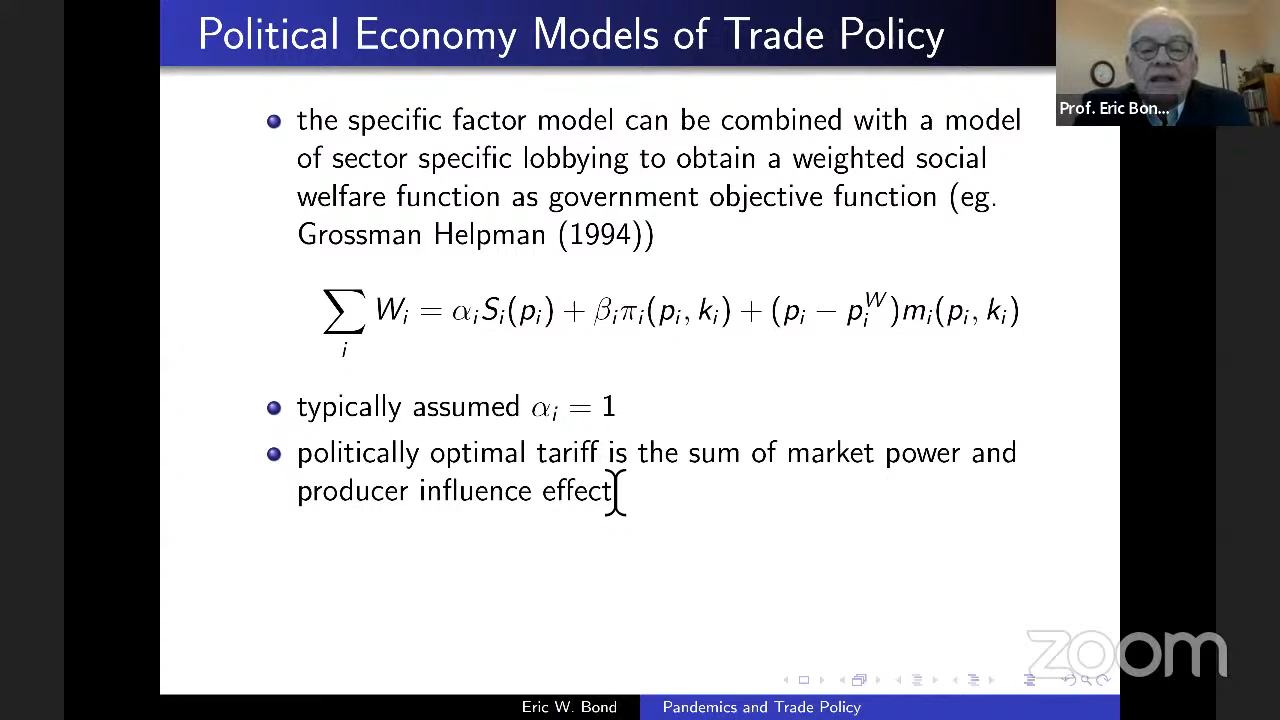 Political Economy Models of Trade Policy
Prof. Eric Bon...
the specific factor model can be combined with a model
of sector specific lobbying to obtain a weighted social
welfare function as government objective function (eg.
Grossman Helpman (1994))
∑_i W_i = α_i S_i(p_i) + β_i π_i(p_i, k_i) + (p_i − p_i^W) m_i(p_i, k_i)
typically assumed α_i = 1
politically optimal tariff is the sum of market power and
producer influence effect
zoom
Eric W. Bond
Pandemics and Trade Policy